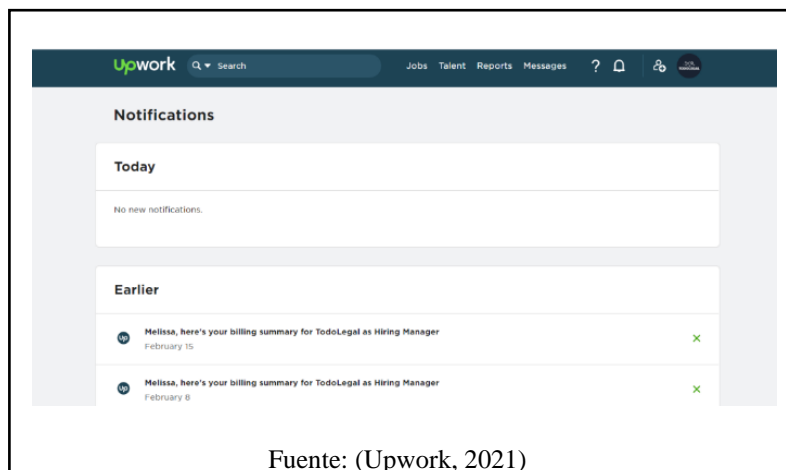 Upwork Search Jobs Talent Reports Messages ?
Notifications
Today
No new notifications.
Earlier
Up Melissa, here's your billing summary for TodoLegal as Hiring Manager
February 15
Up Melissa, here's your billing summary for TodoLegal as Hiring Manager
February 8
Fuente: (Upwork, 2021)